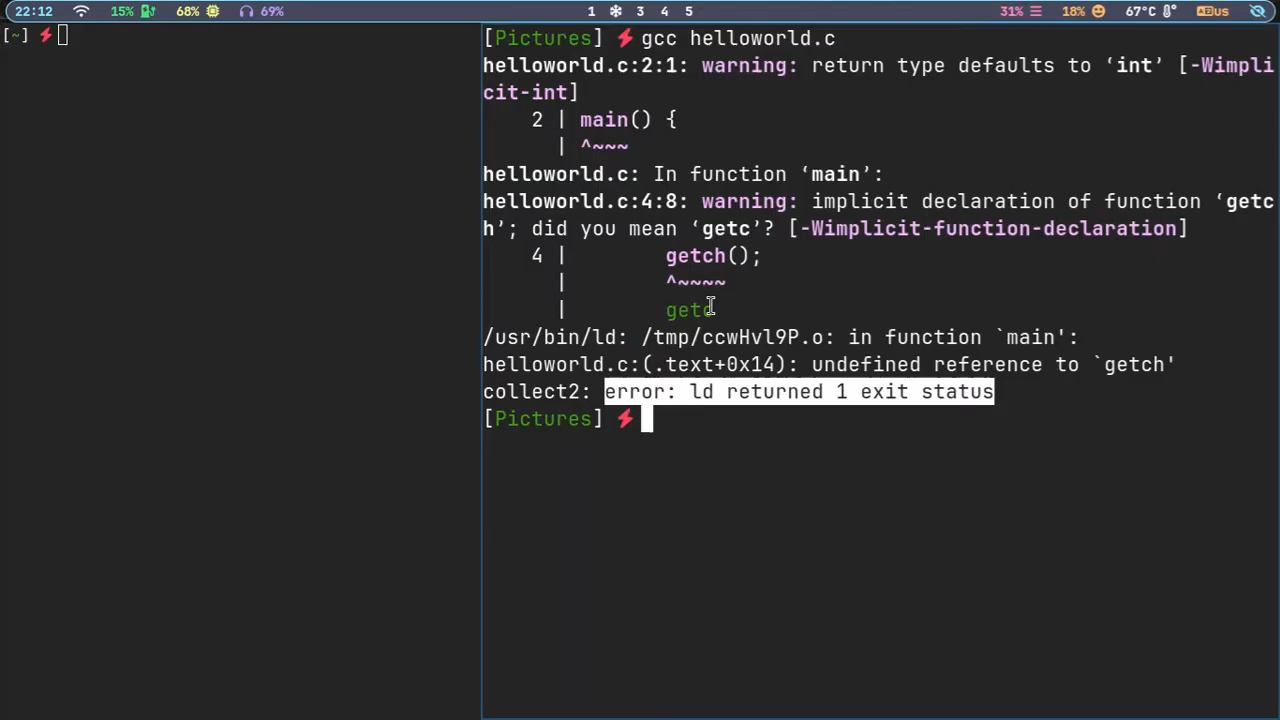 22:12 15% 68% 69% 1 3 4 5 31% 18% 67°C us
[~]
[Pictures] gcc helloworld.c
helloworld.c:2:1: warning: return type defaults to ‘int’ [-Wimpli
cit-int]
2 | main() {
| ^~~~
helloworld.c: In function ‘main’:
helloworld.c:4:8: warning: implicit declaration of function ‘getc
h’; did you mean ‘getc’? [-Wimplicit-function-declaration]
4 | getch();
| ^~~~~
| getc
/usr/bin/ld: /tmp/ccwHvl9P.o: in function `main':
helloworld.c:(.text+0x14): undefined reference to `getch'
collect2: error: ld returned 1 exit status
[Pictures]